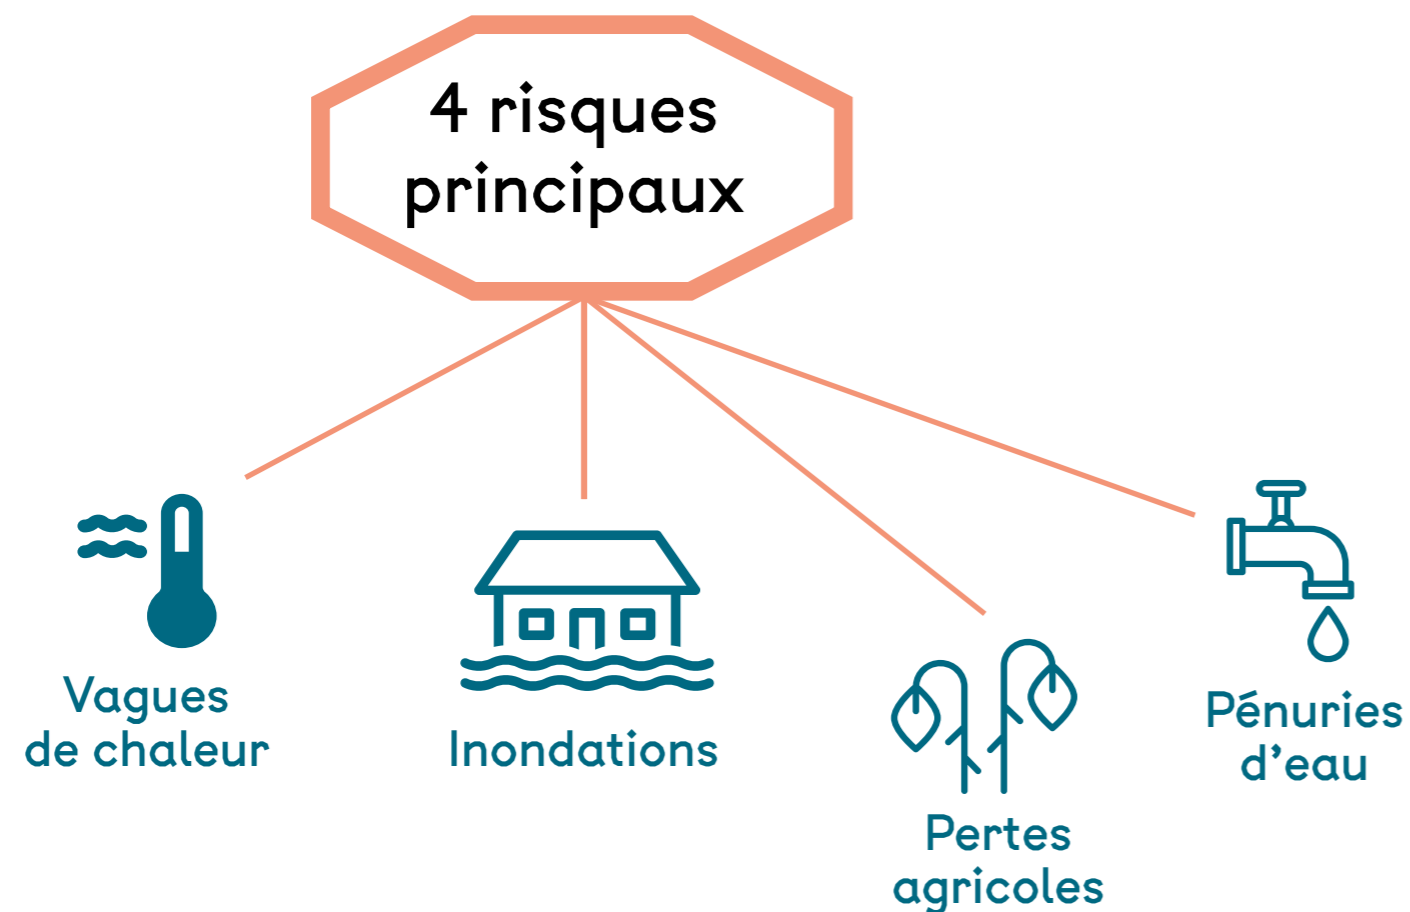 4 risques
principaux
Vagues
de chaleur
Inondations
Pertes
agricoles
Pénuries
d’eau